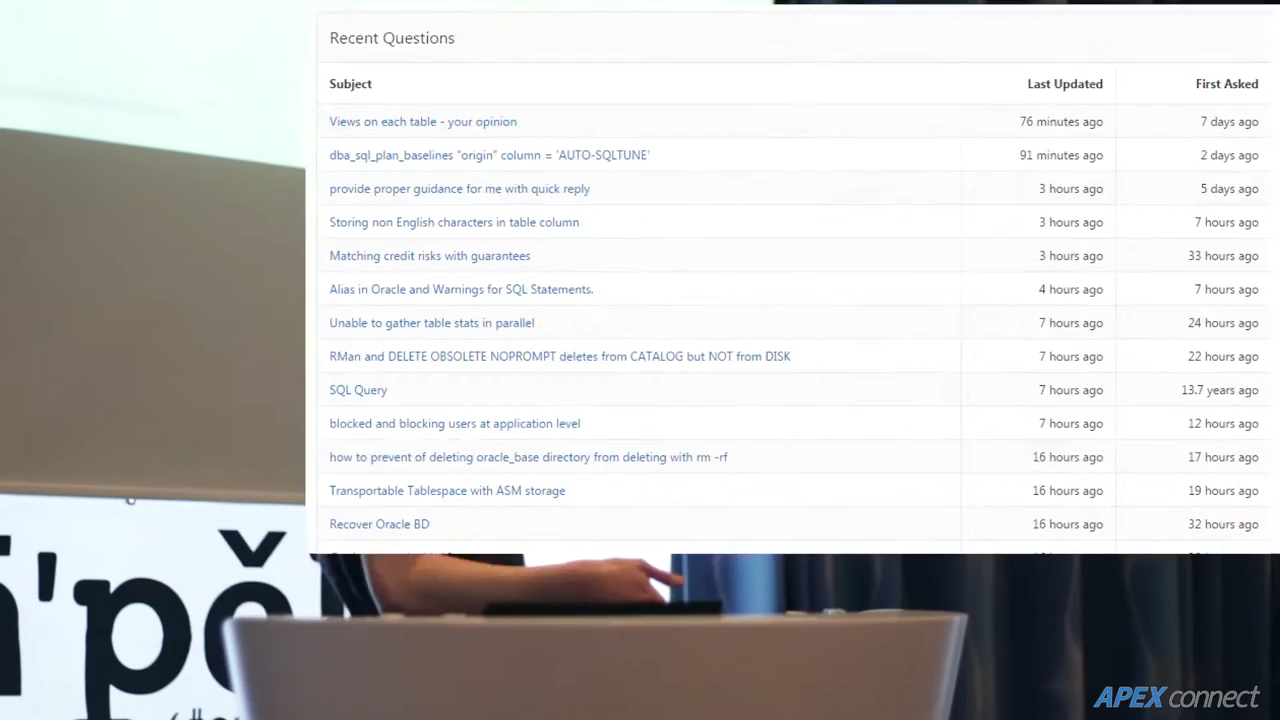 Recent Questions
Subject Last Updated First Asked
Views on each table - your opinion 76 minutes ago 7 days ago
dba_sql_plan_baselines "origin" column = 'AUTO-SQLTUNE' 91 minutes ago 2 days ago
provide proper guidance for me with quick reply 3 hours ago 5 days ago
Storing non English characters in table column 3 hours ago 7 hours ago
Matching credit risks with guarantees 3 hours ago 33 hours ago
Alias in Oracle and Warnings for SQL Statements. 4 hours ago 7 hours ago
Unable to gather table stats in parallel 7 hours ago 24 hours ago
RMan and DELETE OBSOLETE NOPROMPT deletes from CATALOG but NOT from DISK 7 hours ago 22 hours ago
SQL Query 7 hours ago 13.7 years ago
blocked and blocking users at application level 7 hours ago 12 hours ago
how to prevent of deleting oracle_base directory from deleting with rm -rf 16 hours ago 17 hours ago
Transportable Tablespace with ASM storage 16 hours ago 19 hours ago
Recover Oracle BD 16 hours ago 32 hours ago
'pě
APEX connect